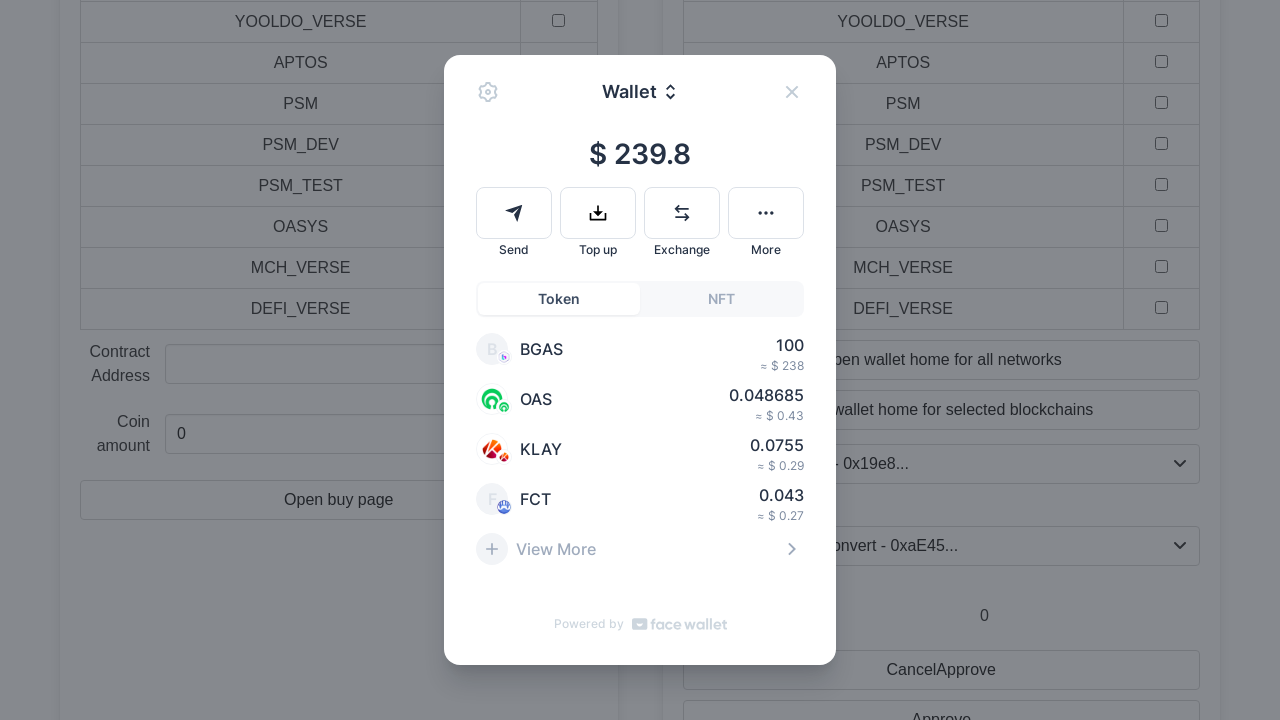 YOOLDO_VERSE
APTOS
PSM
PSM_DEV
PSM_TEST
OASYS
MCH_VERSE
DEFI_VERSE
Contract
Address
Coin
amount
0
Open buy page
Wallet
$ 239.8
Send
Top up
Exchange
More
Token
NFT
B
BGAS
100
≈ $ 238
OAS
0.048685
≈ $ 0.43
KLAY
0.0755
≈ $ 0.29
F
FCT
0.043
≈ $ 0.27
View More
Powered by face wallet
YOOLDO_VERSE
APTOS
PSM
PSM_DEV
PSM_TEST
OASYS
MCH_VERSE
DEFI_VERSE
wallet home for all networks
wallet home for selected blockchains
- 0x19e8...
- 0xaE45...
0
CancelApprove
Approve